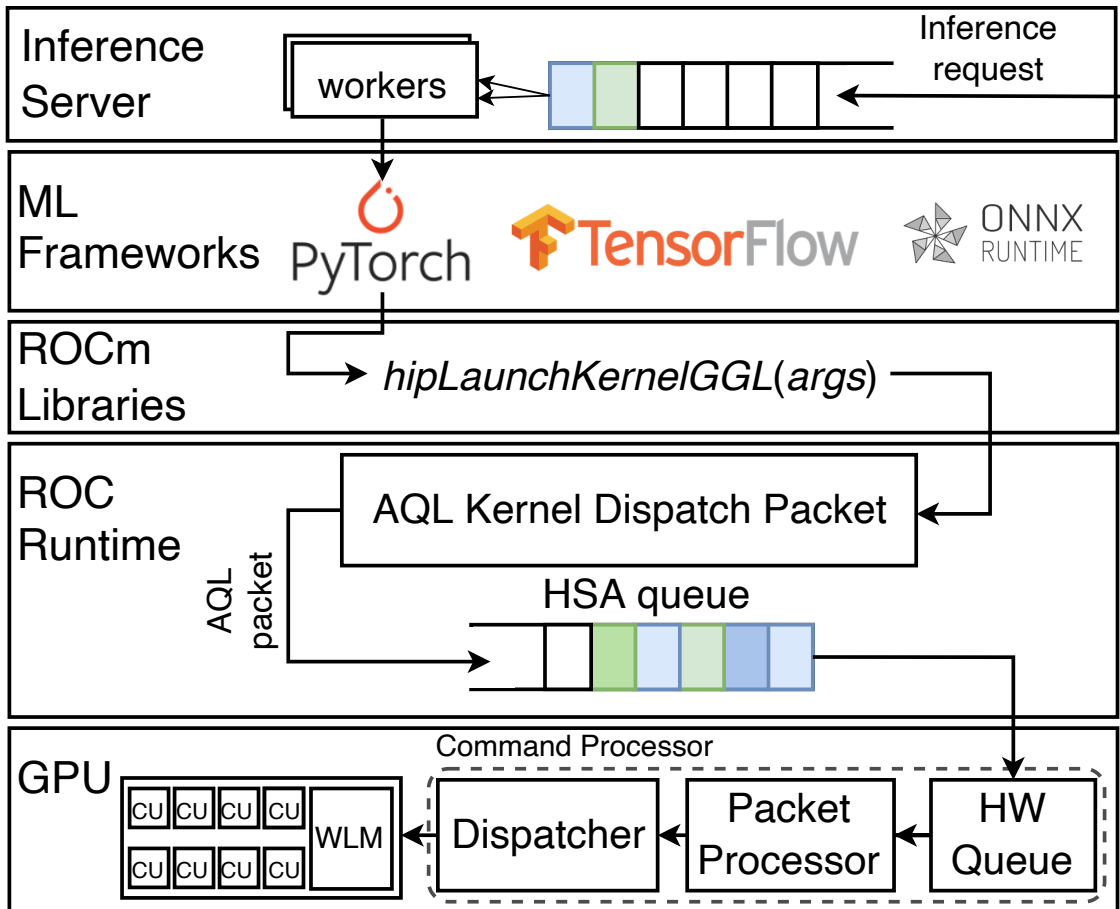 Inference
Server
workers
Inference
request
ML
Frameworks
PyTorch
TensorFlow
ONNX
RUNTIME
ROCm
Libraries
hipLaunchKernelGGL(args)
ROC
Runtime
AQL Kernel Dispatch Packet
AQL
packet
HSA queue
GPU
Command Processor
CU CU CU CU
CU CU CU CU
WLM
Dispatcher
Packet
Processor
HW
Queue